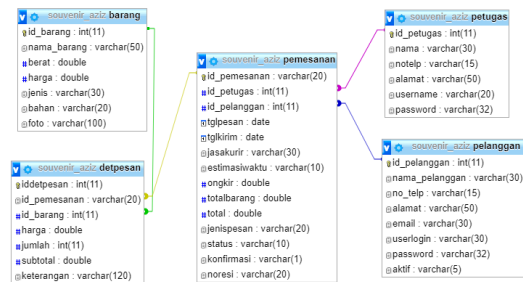 souvenir_aziz barang
id_barang : int(11)
nama_barang : varchar(50)
berat : double
harga : double
jenis : varchar(30)
bahan : varchar(20)
foto : varchar(100)
souvenir_aziz detpesan
iddetpesan : int(11)
id_pemesanan : varchar(20)
id_barang : int(11)
harga : double
jumlah : int(11)
subtotal : double
keterangan : varchar(120)
souvenir_aziz pemesanan
id_pemesanan : varchar(20)
id_petugas : int(11)
id_pelanggan : int(11)
tglpesan : date
tglkirim : date
jasakurir : varchar(30)
estimasiwaktu : varchar(10)
ongkir : double
totalbarang : double
total : double
jenispesan : varchar(20)
status : varchar(10)
konfirmasi : varchar(1)
noresi : varchar(20)
souvenir_aziz petugas
id_petugas : int(11)
nama : varchar(30)
notelp : varchar(15)
alamat : varchar(50)
username : varchar(20)
password : varchar(32)
souvenir_aziz pelanggan
id_pelanggan : int(11)
nama_pelanggan : varchar(30)
no_telp : varchar(15)
alamat : varchar(50)
email : varchar(30)
userlogin : varchar(30)
password : varchar(32)
aktif : varchar(5)